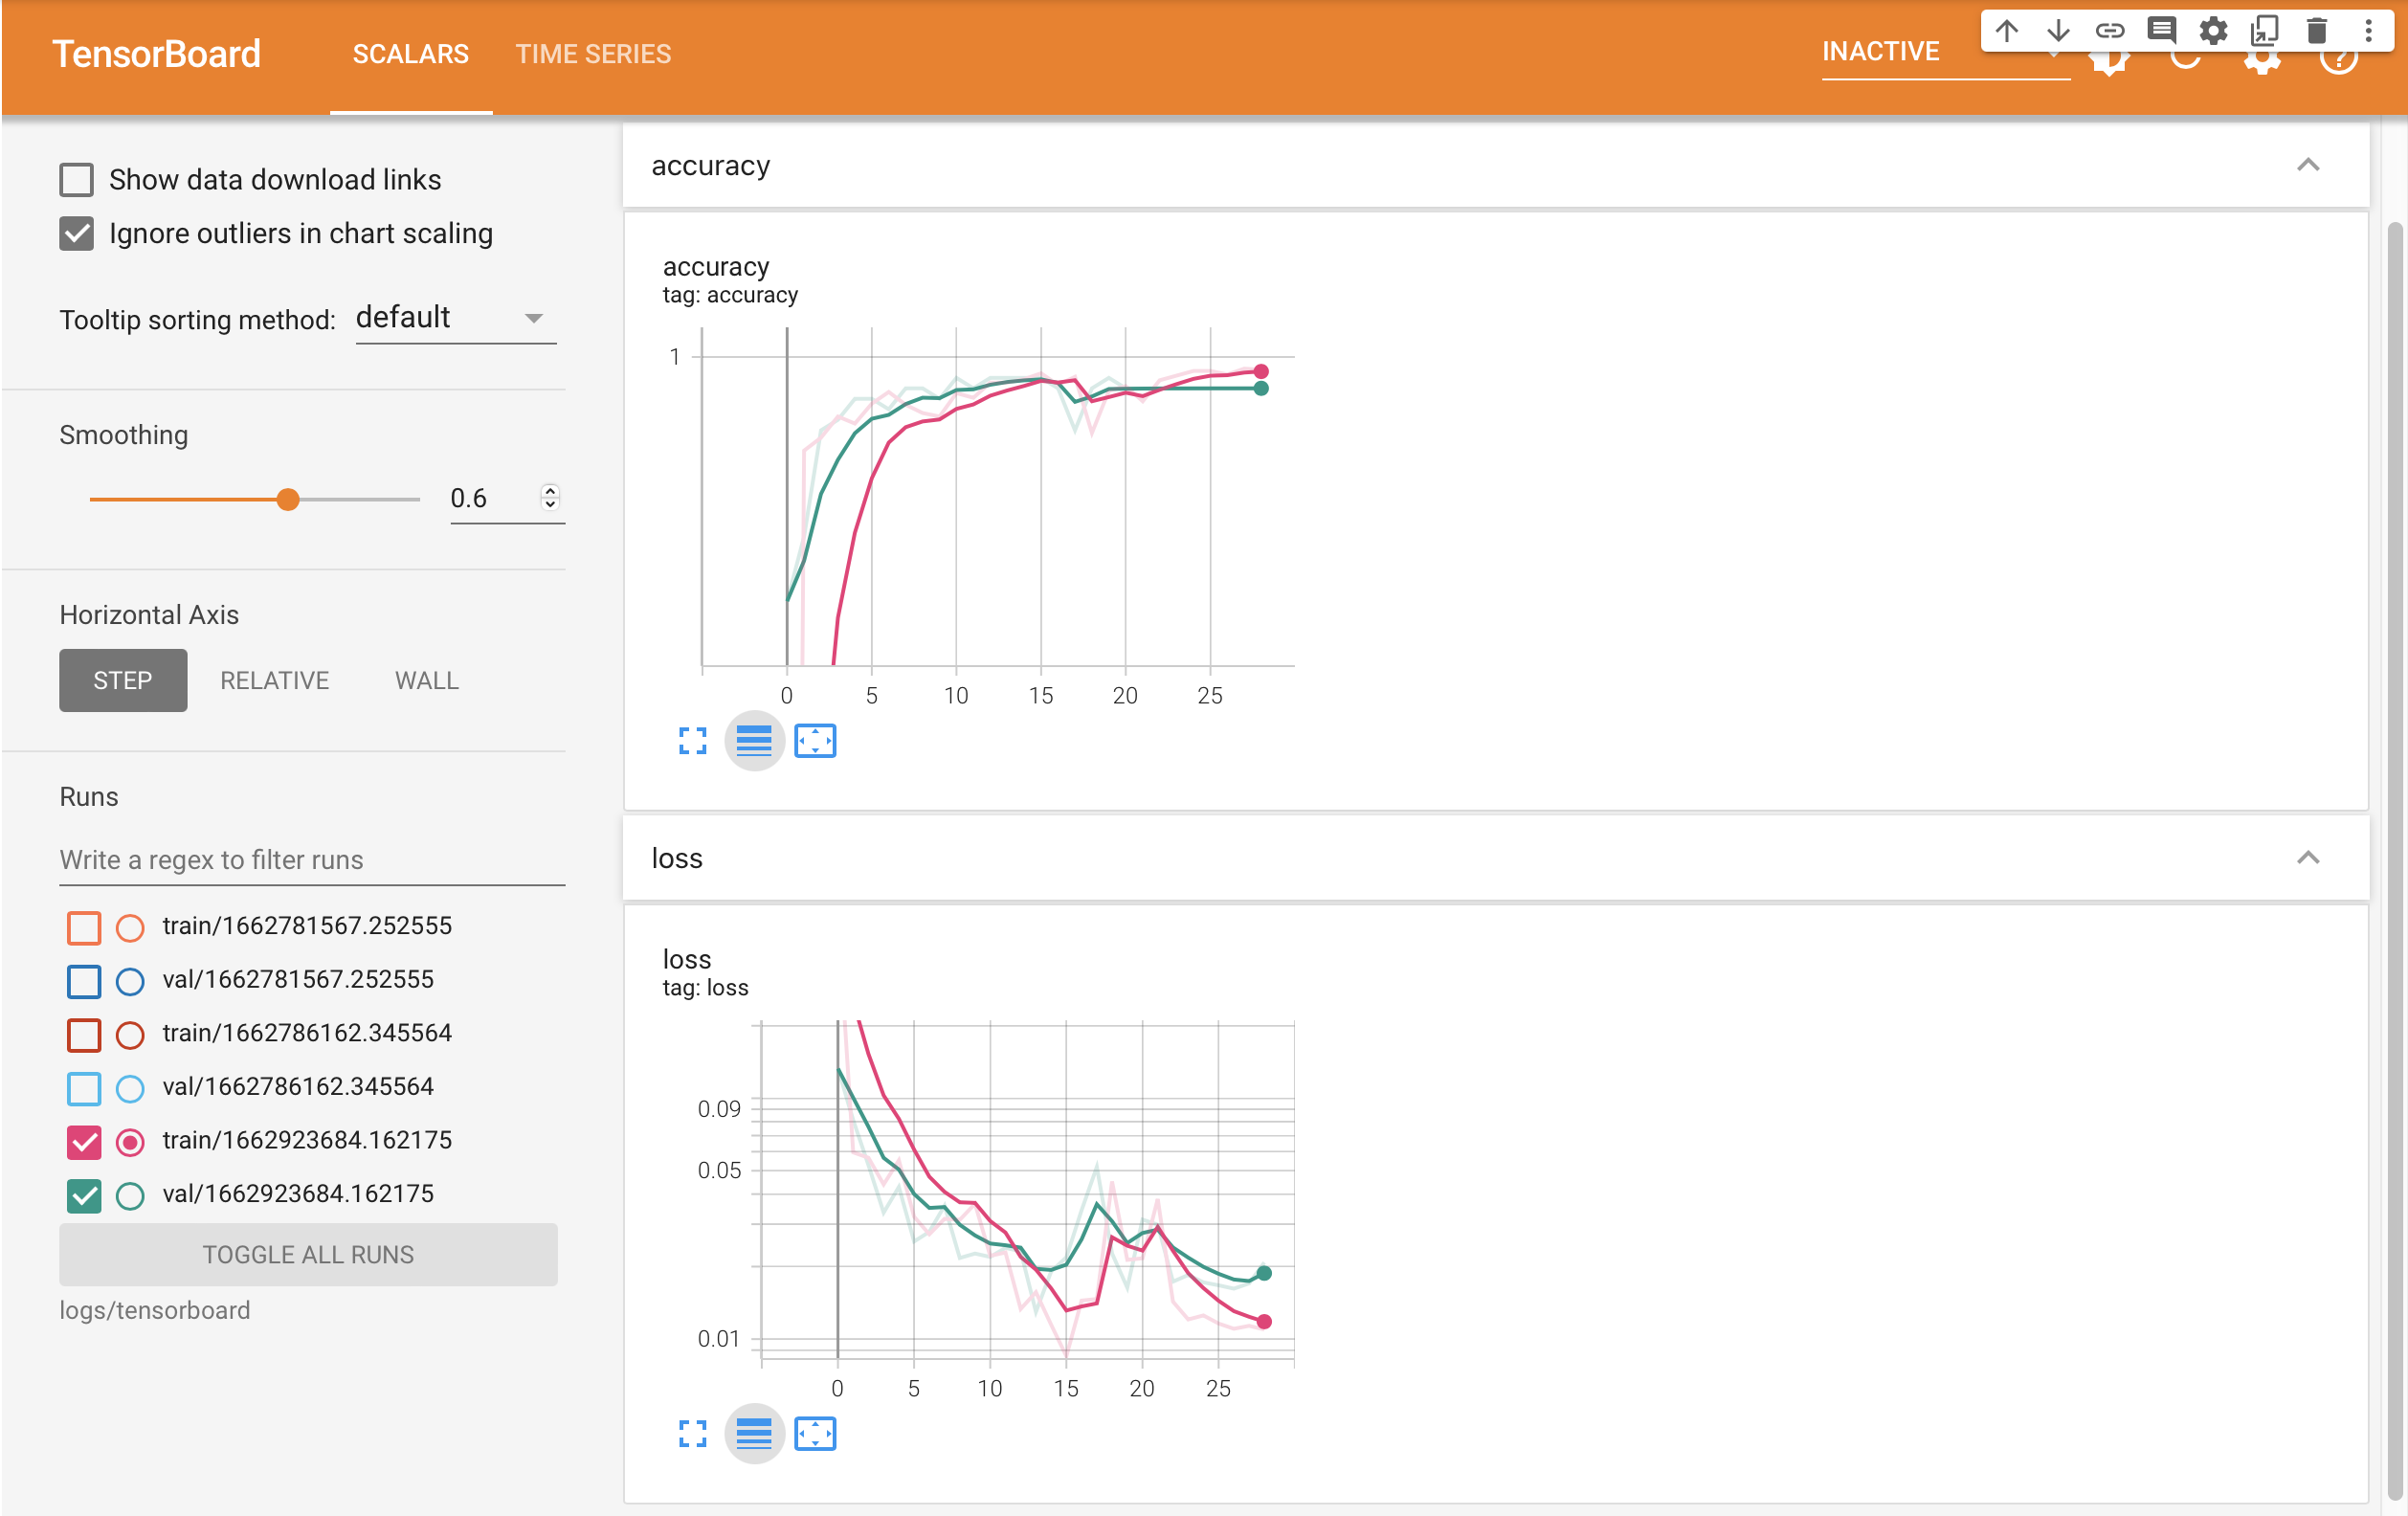 TensorBoard
SCALARS
TIME SERIES
INACTIVE
Show data download links
Ignore outliers in chart scaling
Tooltip sorting method: default
Smoothing
0.6
Horizontal Axis
STEP
RELATIVE
WALL
Runs
Write a regex to filter runs
train/1662781567.252555
val/1662781567.252555
train/1662786162.345564
val/1662786162.345564
train/1662923684.162175
val/1662923684.162175
TOGGLE ALL RUNS
logs/tensorboard
accuracy
accuracy
tag: accuracy
1
0 5 10 15 20 25
loss
loss
tag: loss
0.09
0.05
0.01
0 5 10 15 20 25